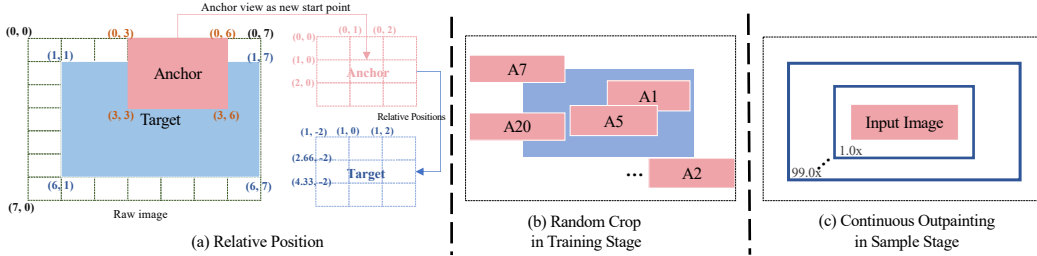 Anchor view as new start point
(0, 0)
(0, 3)
(0, 6)
(0, 7)
(1, 1)
(1, 7)
Anchor
(3, 3)
(3, 6)
Target
(6, 1)
(6, 7)
(7, 0)
Raw image
(0, 0)
(0, 1)
(0, 2)
(1, 0)
Anchor
(2, 0)
Relative Positions
(1, -2)
(1, 0)
(1, 2)
(2.66, -2)
Target
(4.33, -2)
(a) Relative Position
A7
A1
A20
A5
... A2
(b) Random Crop
in Training Stage
Input Image
1.0x
99.0x
(c) Continuous Outpainting
in Sample Stage